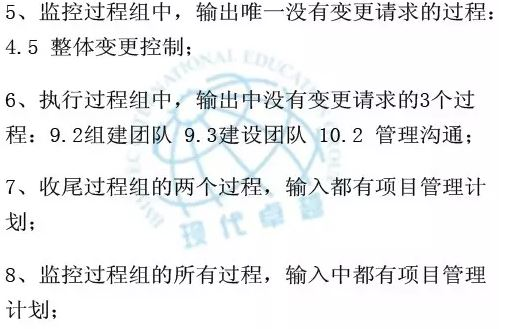 5、监控过程组中，输出唯一没有变更请求的过程：
4.5 整体变更控制；
6、执行过程组中，输出中没有变更请求的3个过
程：9.2组建团队 9.3建设团队 10.2 管理沟通；
7、收尾过程组的两个过程，输入都有项目管理计
划；
8、监控过程组的所有过程，输入中都有项目管理
计划；
现代卓越